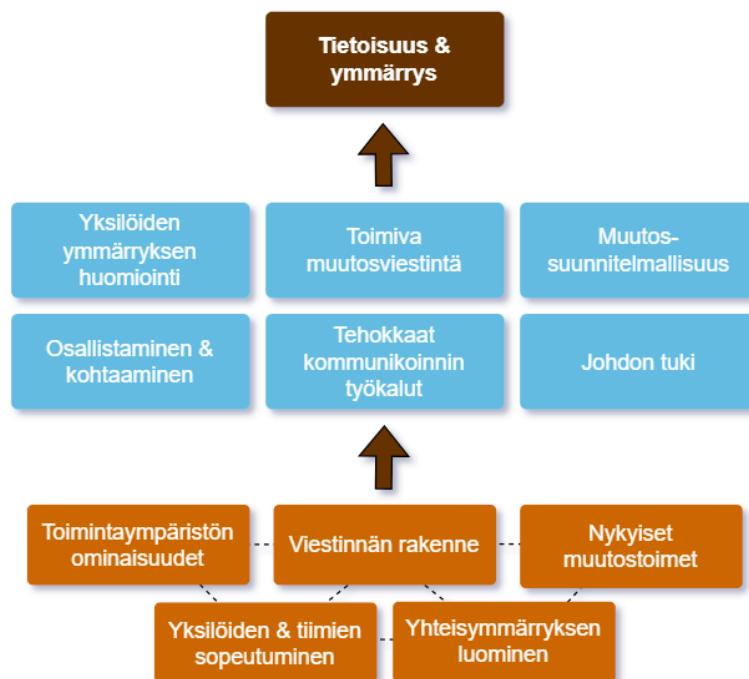 Tietoisuus &
ymmärrys
Yksilöiden
ymmärryksen
huomiointi
Toimiva
muutosviestintä
Muutos-
suunnitelmallisuus
Osallistaminen &
kohtaaminen
Tehokkaat
kommunikoinnin
työkalut
Johdon tuki
Toimintaympäristön
ominaisuudet
Viestinnän rakenne
Nykyiset
muutostoimet
Yksilöiden & tiimien
sopeutuminen
Yhteisymmärryksen
luominen